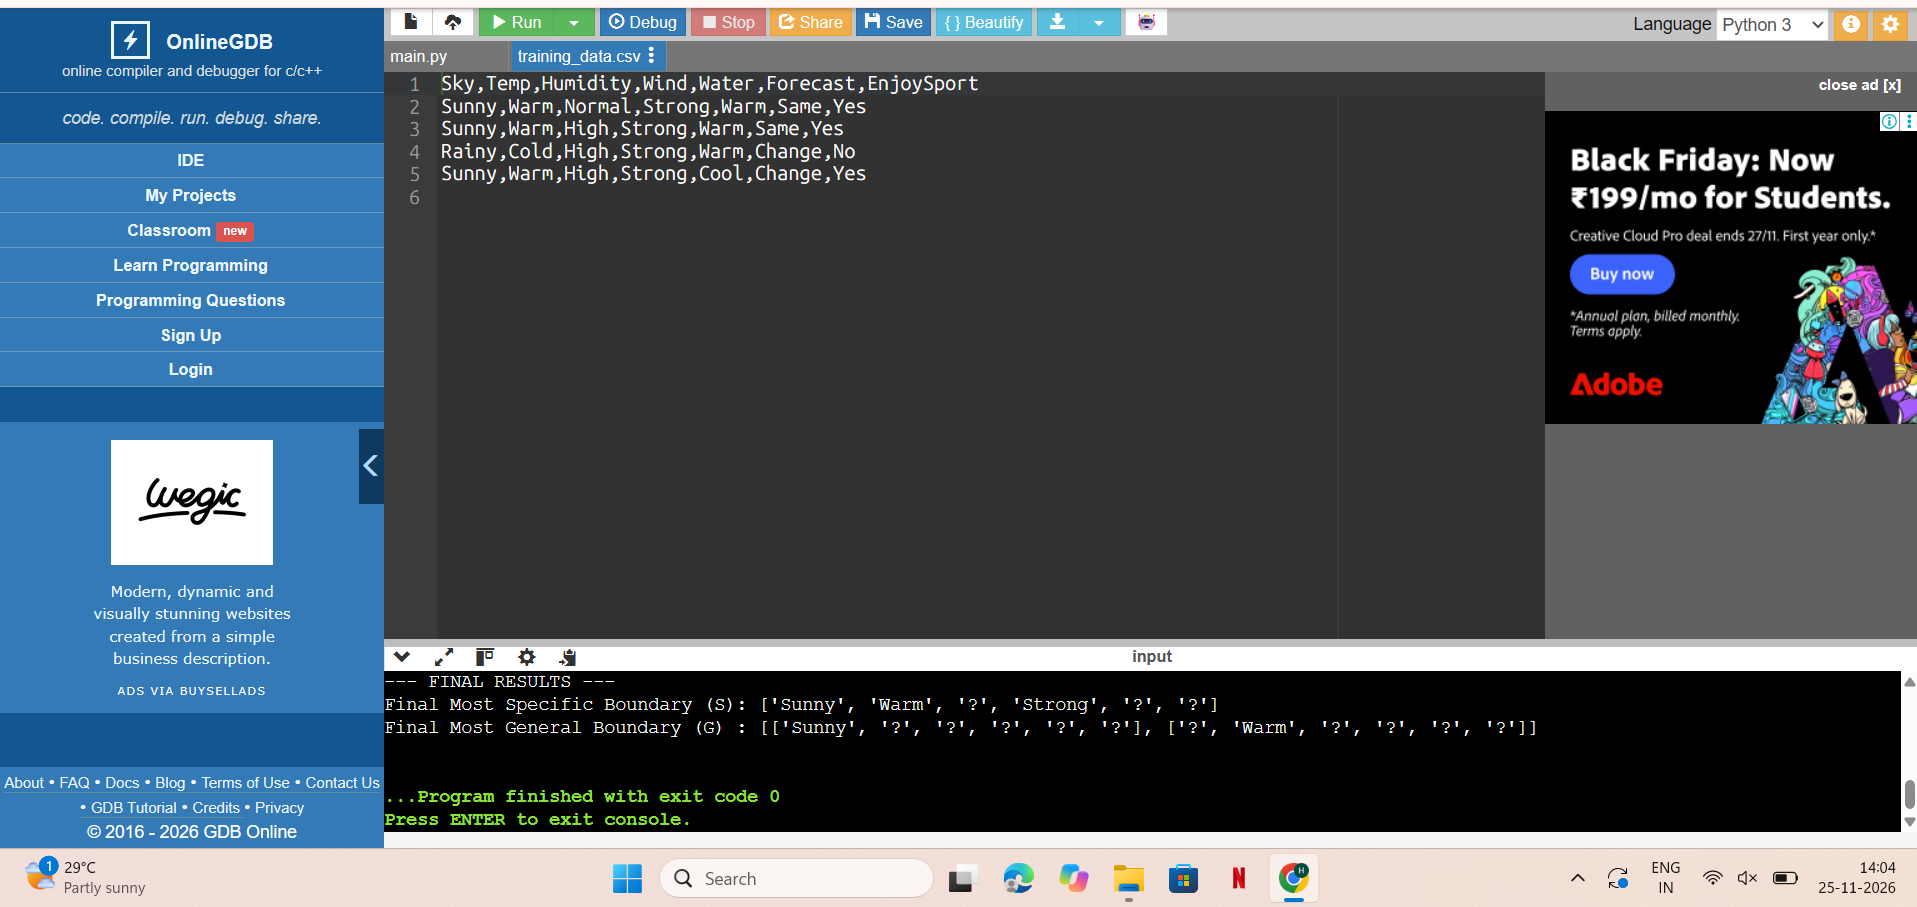 OnlineGDB
online compiler and debugger for c/c++
code. compile. run. debug. share.
IDE
My Projects
Classroom new
Learn Programming
Programming Questions
Sign Up
Login
wegic
Modern, dynamic and
visually stunning websites
created from a simple
business description.
ADS VIA BUYSELLADS
About • FAQ • Docs • Blog • Terms of Use • Contact Us
• GDB Tutorial • Credits • Privacy
© 2016 - 2026 GDB Online
Run Debug Stop Share Save { } Beautify
Language Python 3
main.py training_data.csv
1 Sky,Temp,Humidity,Wind,Water,Forecast,EnjoySport
2 Sunny,Warm,Normal,Strong,Warm,Same,Yes
3 Sunny,Warm,High,Strong,Warm,Same,Yes
4 Rainy,Cold,High,Strong,Warm,Change,No
5 Sunny,Warm,High,Strong,Cool,Change,Yes
6
close ad [x]
Black Friday: Now
₹199/mo for Students.
Creative Cloud Pro deal ends 27/11. First year only.*
Buy now
*Annual plan, billed monthly.
Terms apply.
Adobe
input
--- FINAL RESULTS ---
Final Most Specific Boundary (S): ['Sunny', 'Warm', '?', 'Strong', '?', '?']
Final Most General Boundary (G) : [['Sunny', '?', '?', '?', '?', '?'], ['?', 'Warm', '?', '?', '?', '?']]
...Program finished with exit code 0
Press ENTER to exit console.
1
29°C
Partly sunny
Search
N
H
ENG
IN
14:04
25-11-2026